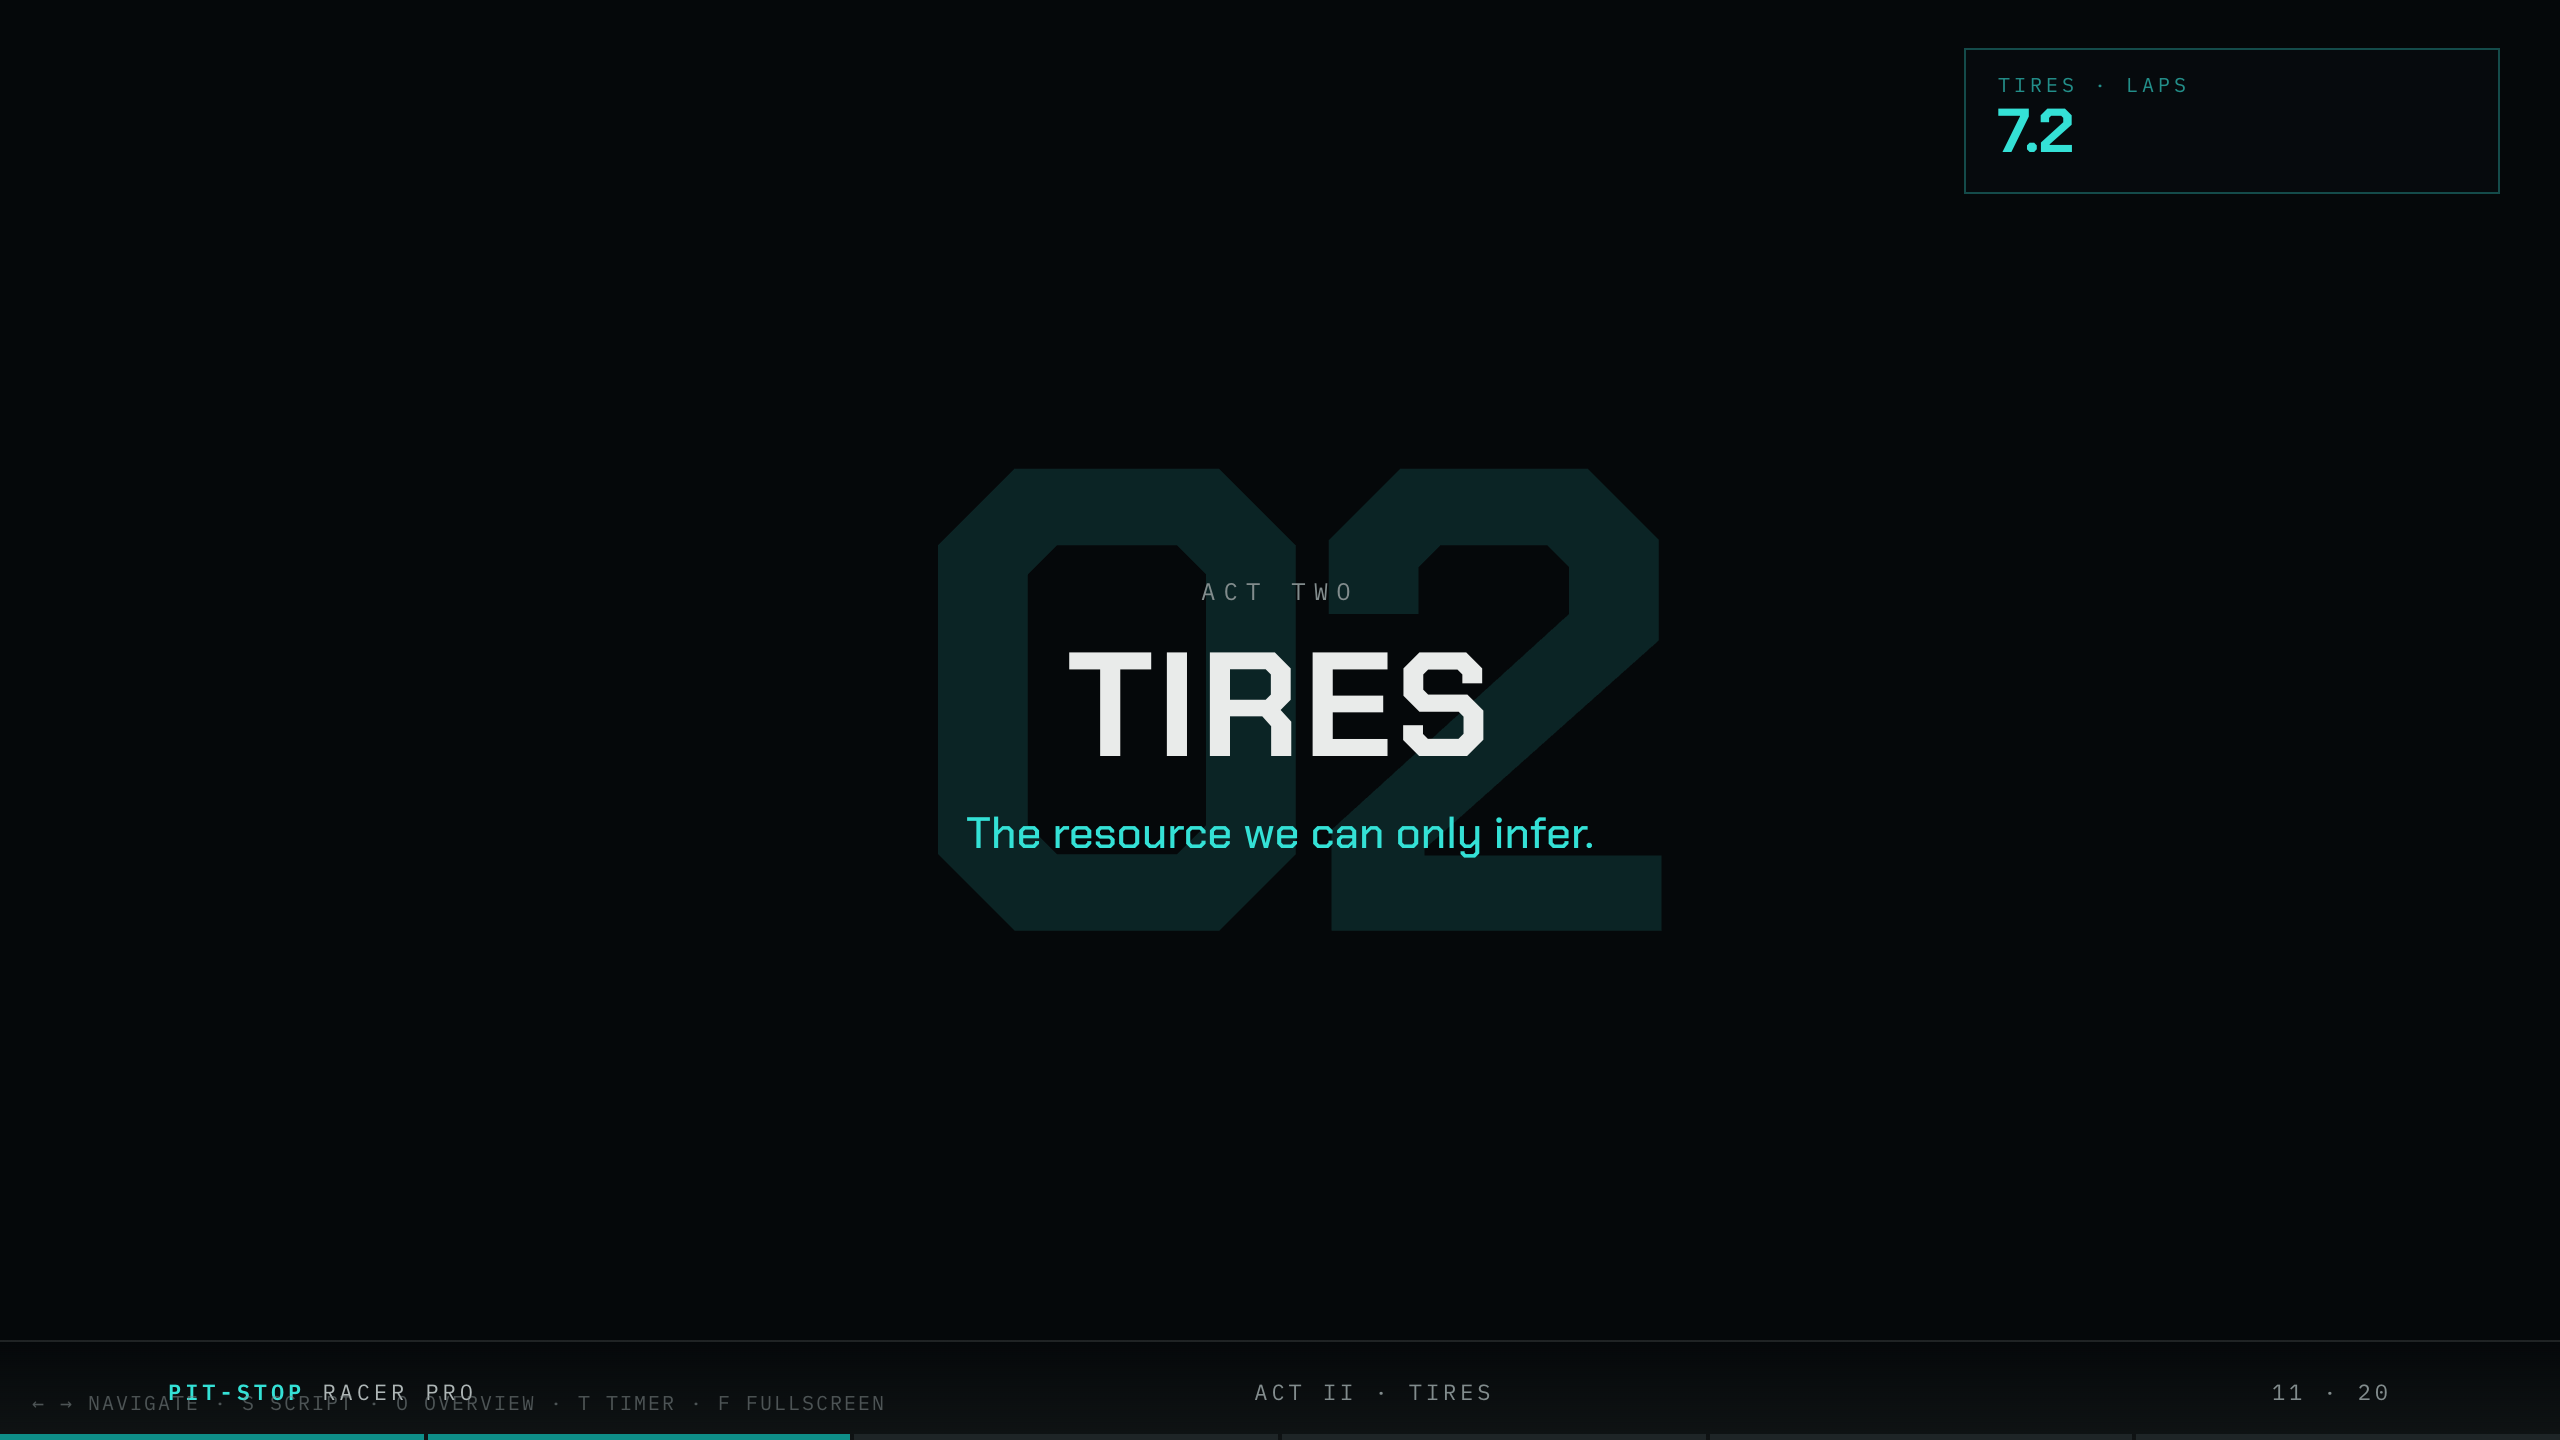 TIRES · LAPS
7.2
02
ACT TWO
TIRES
The resource we can only infer.
PIT-STOP RACER PRO
← → NAVIGATE · S SCRIPT · O OVERVIEW · T TIMER · F FULLSCREEN
ACT II · TIRES
11 · 20